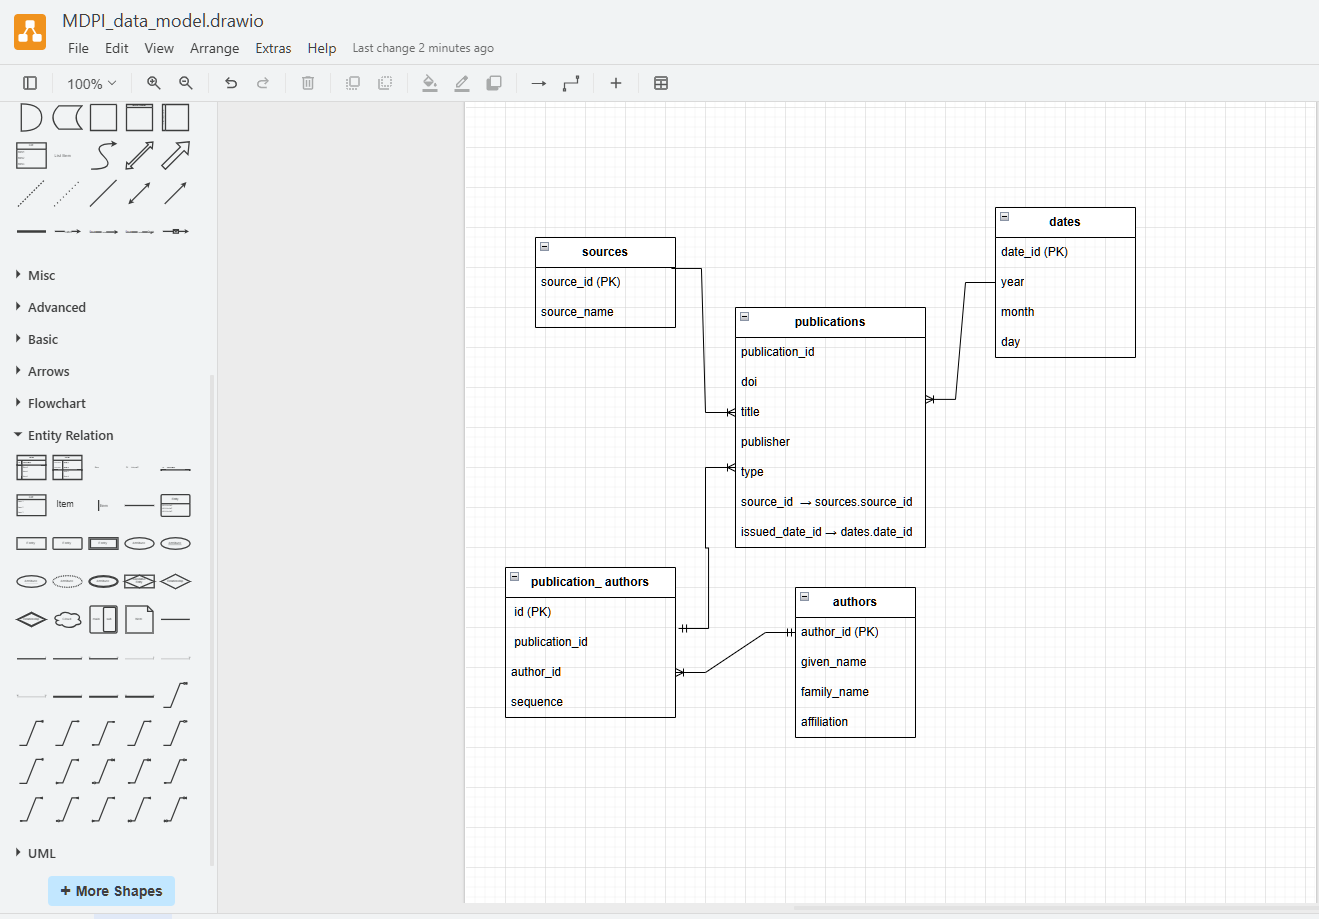 MDPI_data_model.drawio
File Edit View Arrange Extras Help Last change 2 minutes ago
100%
Misc
Advanced
Basic
Arrows
Flowchart
Entity Relation
Item
UML
+ More Shapes
sources
source_id (PK)
source_name
dates
date_id (PK)
year
month
day
publications
publication_id
doi
title
publisher
type
source_id → sources.source_id
issued_date_id → dates.date_id
publication_ authors
id (PK)
publication_id
author_id
sequence
authors
author_id (PK)
given_name
family_name
affiliation